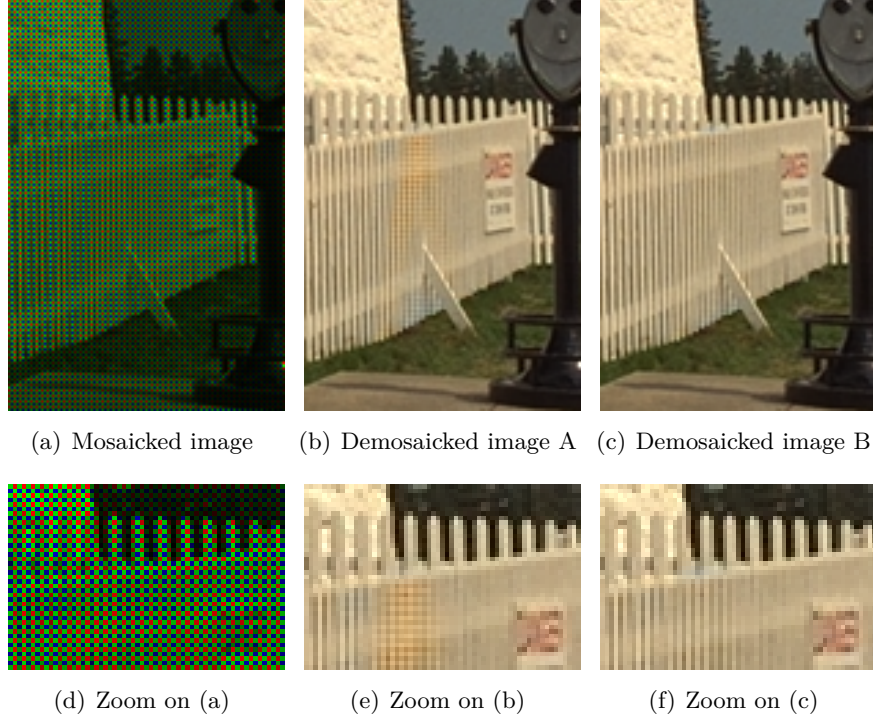 (a) Mosaicked image
(b) Demosaicked image A
(c) Demosaicked image B
(d) Zoom on (a)
(e) Zoom on (b)
(f) Zoom on (c)